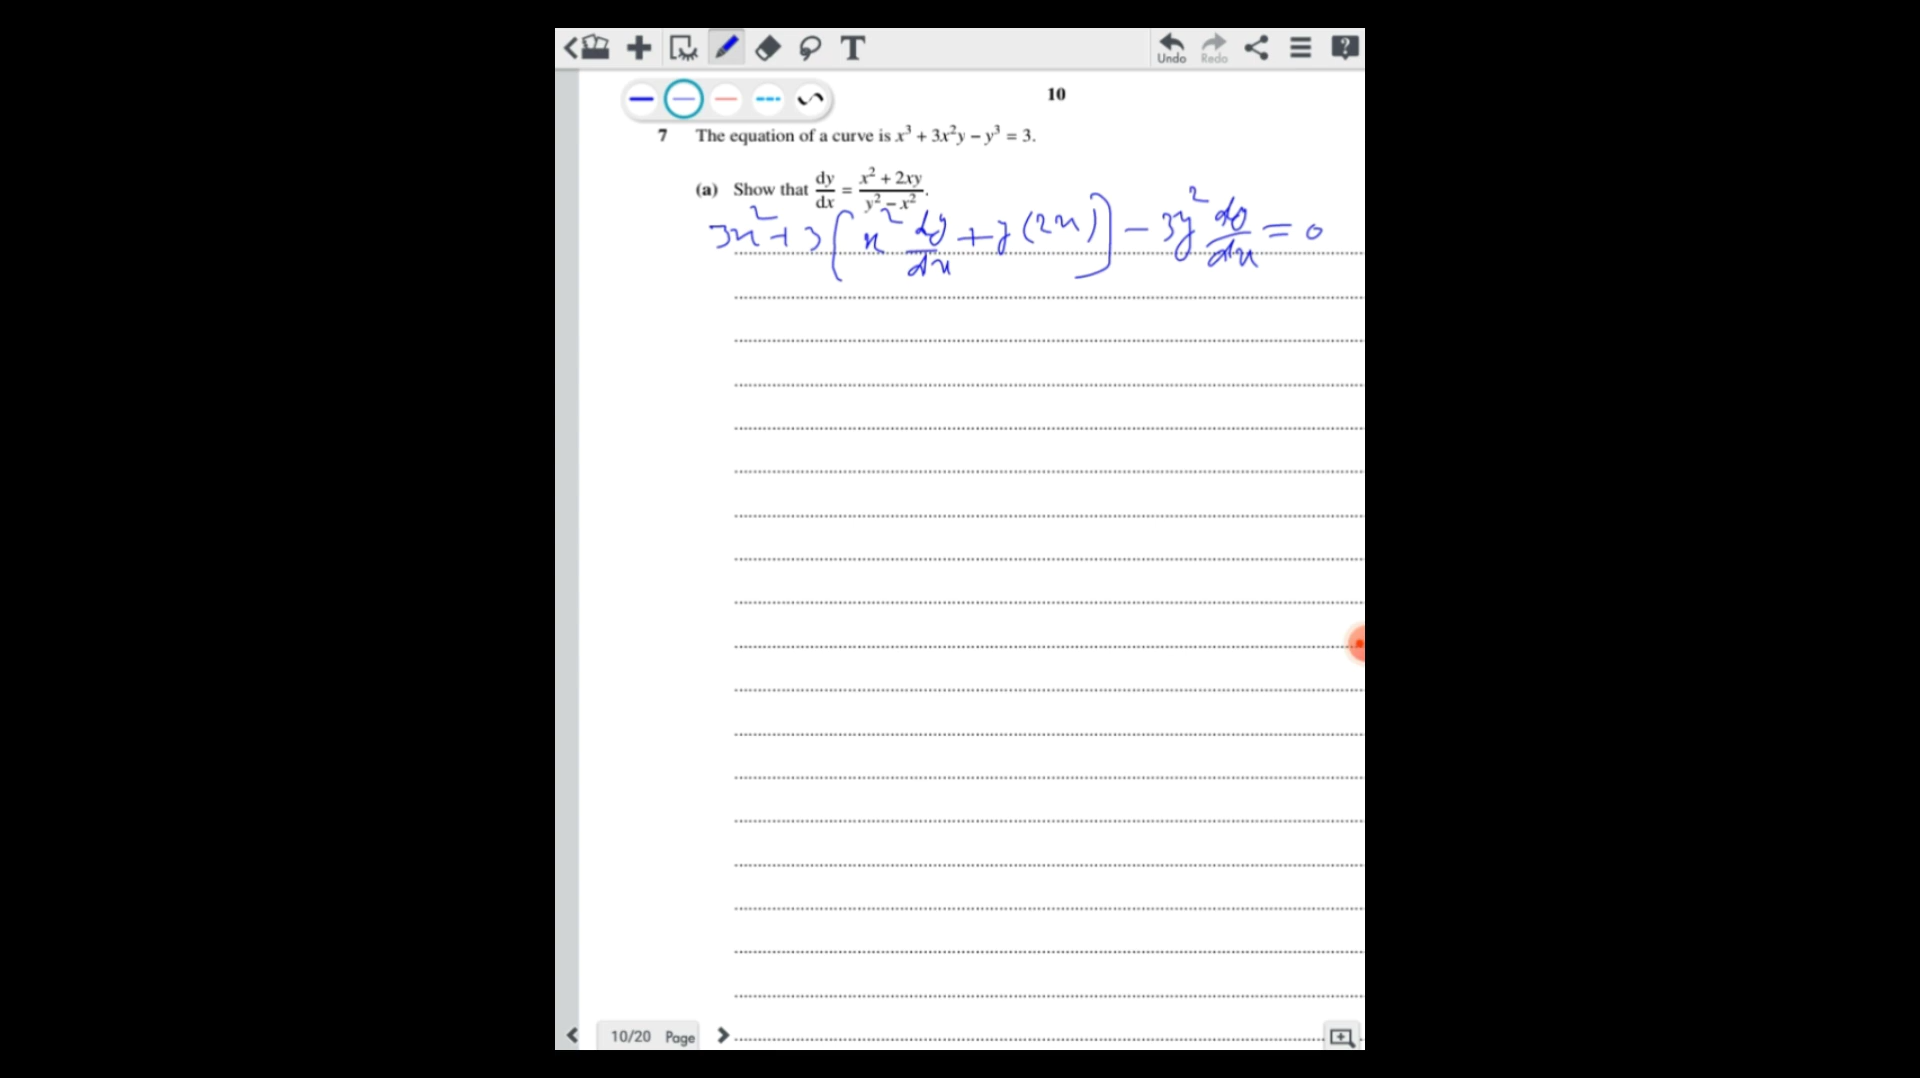 Undo Redo
10
7 The equation of a curve is x³ + 3x²y − y³ = 3.
(a) Show that dy/dx = (x² + 2xy)/(y² − x²).
3x² + 3[x² dy/dx + y(2x)] − 3y² dy/dx = 0
10/20 Page